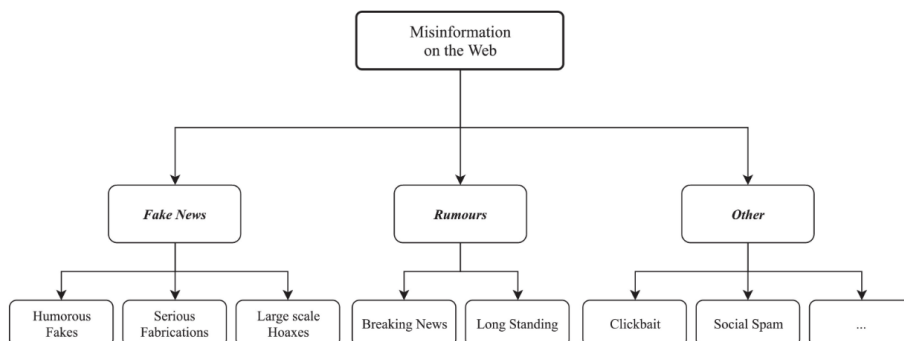 Misinformation
on the Web
Fake News
Rumours
Other
Humorous
Fakes
Serious
Fabrications
Large scale
Hoaxes
Breaking News
Long Standing
Clickbait
Social Spam
...